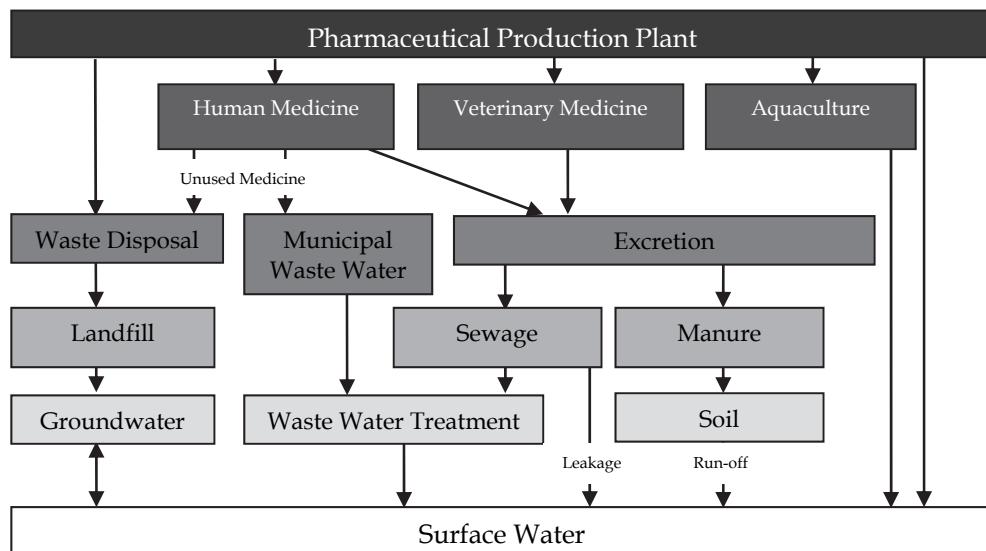 Pharmaceutical Production Plant
Human Medicine
Veterinary Medicine
Aquaculture
Unused Medicine
Waste Disposal
Municipal
Waste Water
Excretion
Landfill
Sewage
Manure
Groundwater
Waste Water Treatment
Soil
Leakage
Run-off
Surface Water